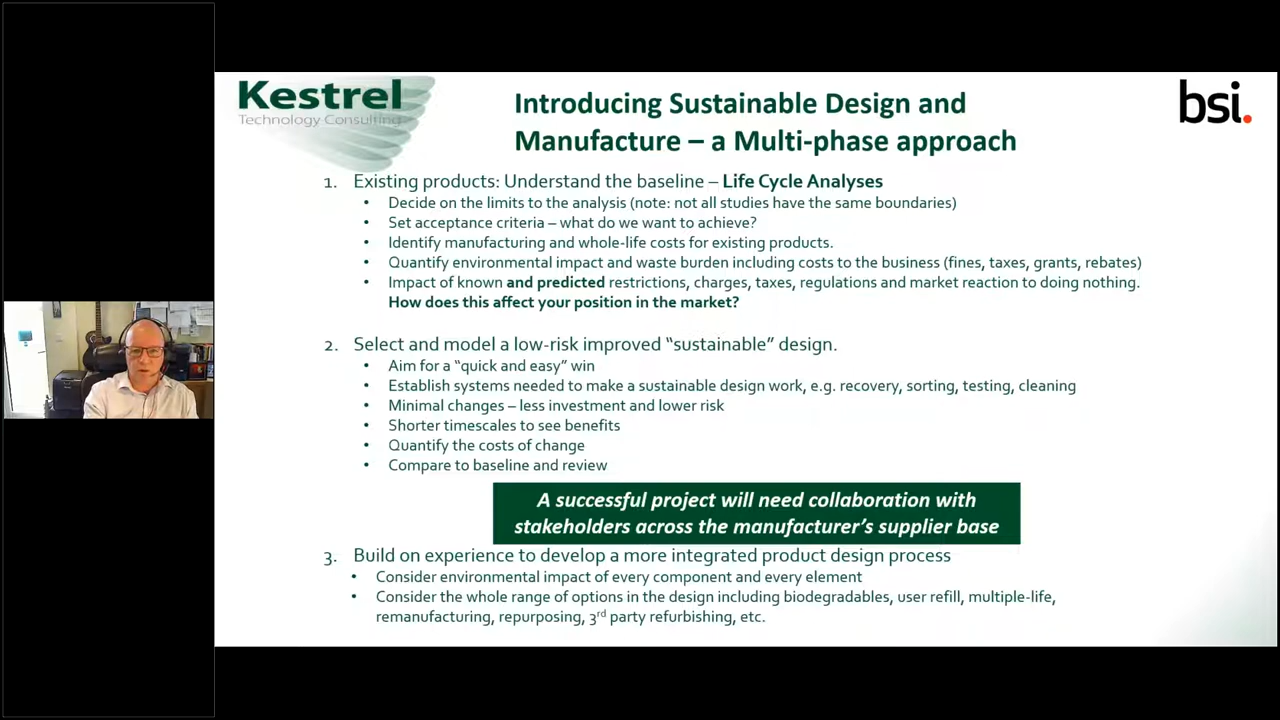 Kestrel
Technology Consulting
bsi.
Introducing Sustainable Design and
Manufacture – a Multi-phase approach
1. Existing products: Understand the baseline – Life Cycle Analyses
• Decide on the limits to the analysis (note: not all studies have the same boundaries)
• Set acceptance criteria – what do we want to achieve?
• Identify manufacturing and whole-life costs for existing products.
• Quantify environmental impact and waste burden including costs to the business (fines, taxes, grants, rebates)
• Impact of known and predicted restrictions, charges, taxes, regulations and market reaction to doing nothing.
How does this affect your position in the market?
2. Select and model a low-risk improved “sustainable” design.
• Aim for a “quick and easy” win
• Establish systems needed to make a sustainable design work, e.g. recovery, sorting, testing, cleaning
• Minimal changes – less investment and lower risk
• Shorter timescales to see benefits
• Quantify the costs of change
• Compare to baseline and review
A successful project will need collaboration with
stakeholders across the manufacturer’s supplier base
3. Build on experience to develop a more integrated product design process
• Consider environmental impact of every component and every element
• Consider the whole range of options in the design including biodegradables, user refill, multiple-life,
remanufacturing, repurposing, 3rd party refurbishing, etc.